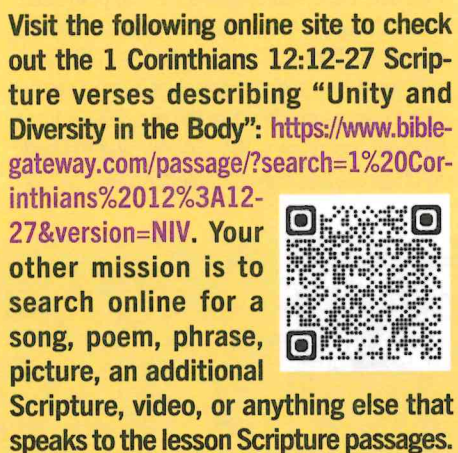 Visit the following online site to check
out the 1 Corinthians 12:12-27 Scrip-
ture verses describing “Unity and
Diversity in the Body”: https://www.bible-
gateway.com/passage/?search=1%20Cor-
inthians%2012%3A12-
27&version=NIV. Your
other mission is to
search online for a
song, poem, phrase,
picture, an additional
Scripture, video, or anything else that
speaks to the lesson Scripture passages.